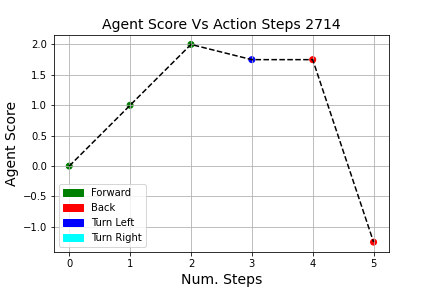 Agent Score Vs Action Steps 2714
Agent Score
2.0
1.5
1.0
0.5
0.0
−0.5
−1.0
Forward
Back
Turn Left
Turn Right
0 1 2 3 4 5
Num. Steps